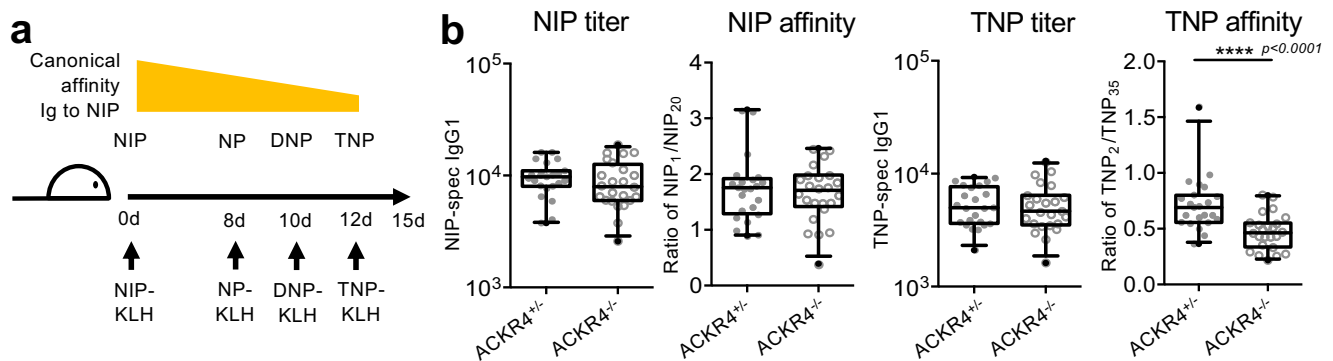 a
Canonical
affinity
Ig to NIP
NIP NP DNP TNP
0d 8d 10d 12d 15d
NIP-
KLH
NP-
KLH
DNP-
KLH
TNP-
KLH
b
NIP titer
NIP-spec IgG1
10⁵
10⁴
10³
ACKR4+/-
ACKR4-/-
NIP affinity
Ratio of NIP₁/NIP₂₀
4
3
2
1
0
ACKR4+/-
ACKR4-/-
TNP titer
TNP-spec IgG1
10⁵
10⁴
10³
ACKR4+/-
ACKR4-/-
TNP affinity
**** p<0.0001
Ratio of TNP₂/TNP₃₅
2.0
1.5
1.0
0.5
0.0
ACKR4+/-
ACKR4-/-